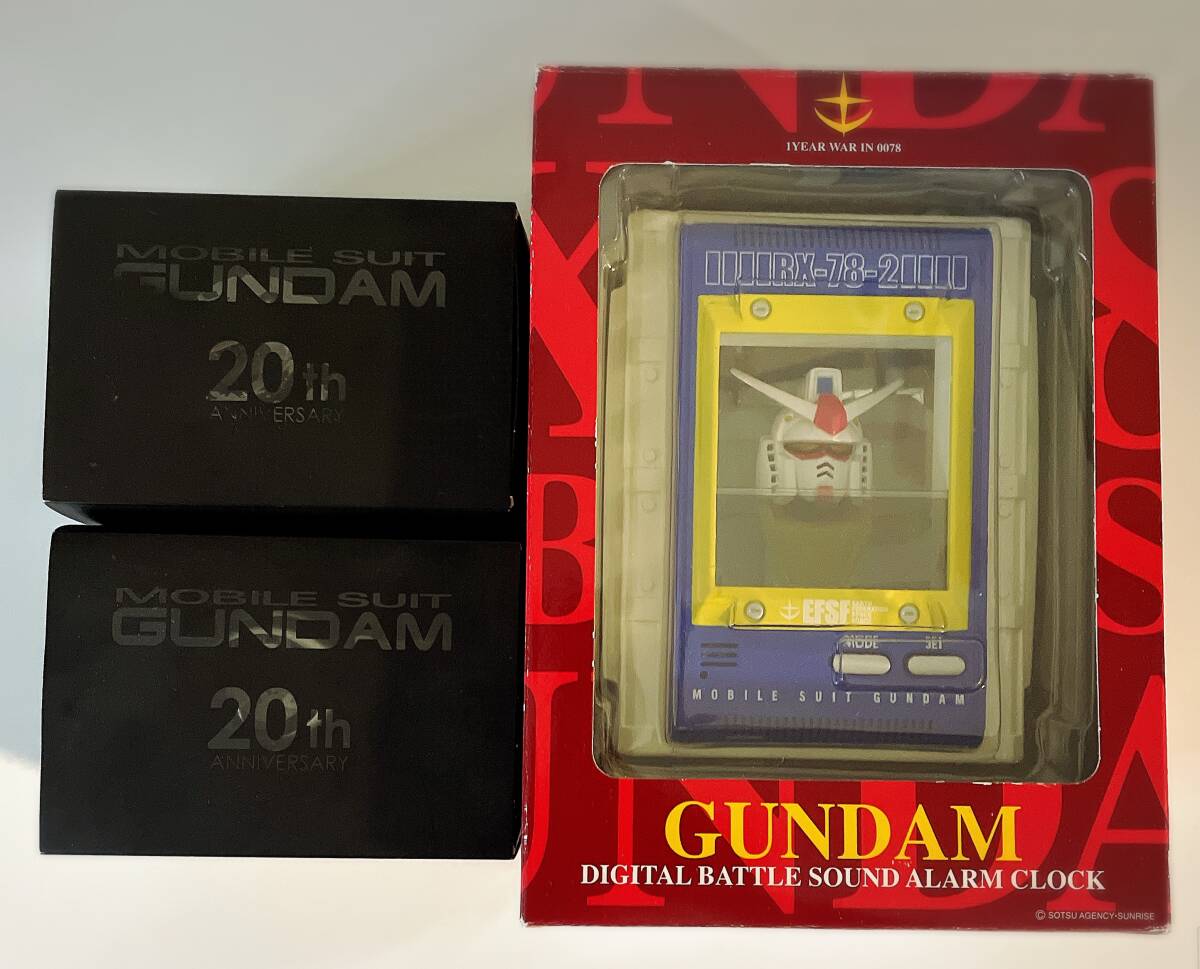 MOBILE SUIT
GUNDAM
20th
ANNIVERSARY
MOBILE SUIT
GUNDAM
20th
ANNIVERSARY
1YEAR WAR IN 0078
RX-78-2
EFSF
MODE SET
MOBILE SUIT GUNDAM
GUNDAM
DIGITAL BATTLE SOUND ALARM CLOCK
© SOTSU AGENCY•SUNRISE